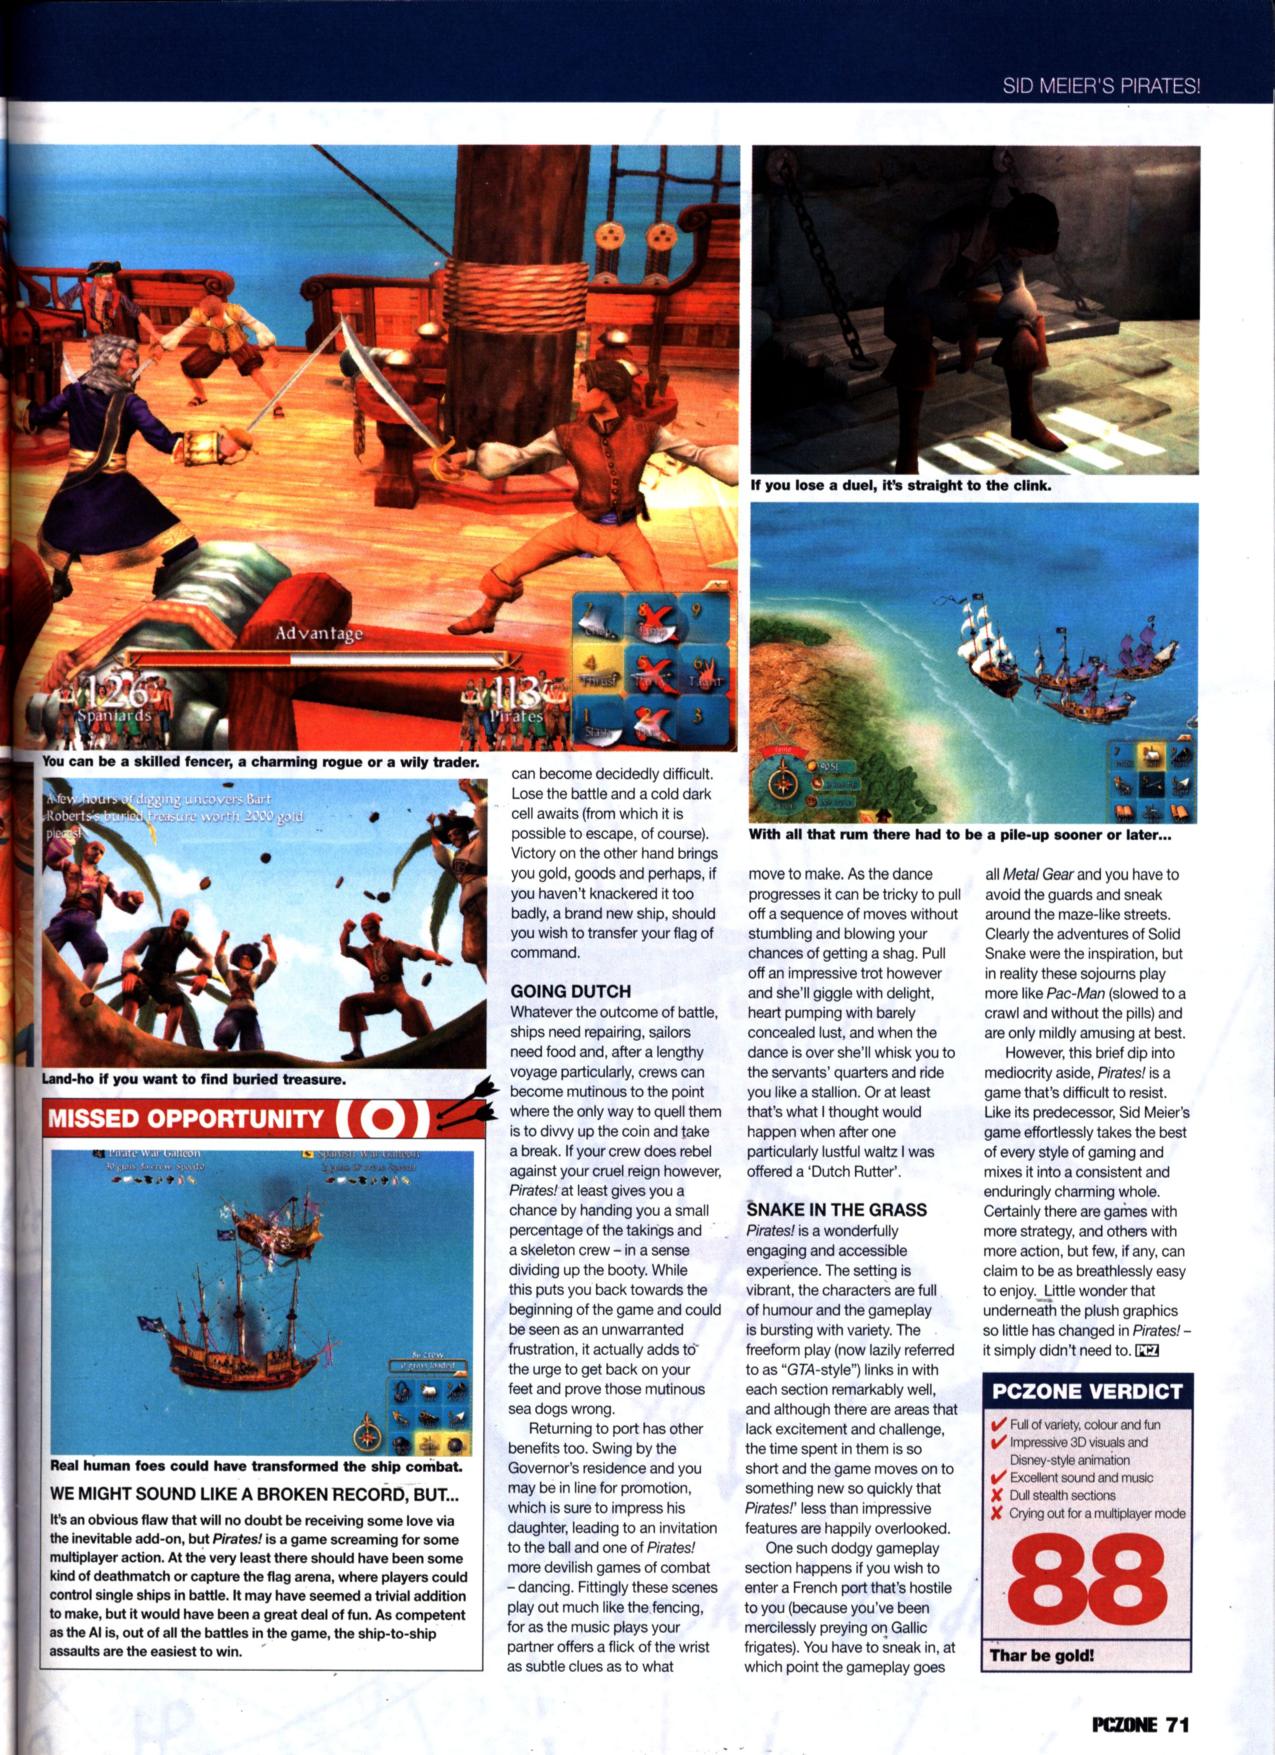 SID MEIER'S PIRATES!
Advantage
126
Spaniards
113
Pirates
7
8
9
4
Thrust
6
1
Slash
3
You can be a skilled fencer, a charming rogue or a wily trader.
If you lose a duel, it's straight to the clink.
With all that rum there had to be a pile-up sooner or later...
A few hours of digging uncovers Bart
Roberts's buried treasure worth 2000 gold
pieces!
Land-ho if you want to find buried treasure.
MISSED OPPORTUNITY
Pirate War Galleon
Spanish War Galleon
Real human foes could have transformed the ship combat.
WE MIGHT SOUND LIKE A BROKEN RECORD, BUT...
It's an obvious flaw that will no doubt be receiving some love via
the inevitable add-on, but Pirates! is a game screaming for some
multiplayer action. At the very least there should have been some
kind of deathmatch or capture the flag arena, where players could
control single ships in battle. It may have seemed a trivial addition
to make, but it would have been a great deal of fun. As competent
as the AI is, out of all the battles in the game, the ship-to-ship
assaults are the easiest to win.
can become decidedly difficult.
Lose the battle and a cold dark
cell awaits (from which it is
possible to escape, of course).
Victory on the other hand brings
you gold, goods and perhaps, if
you haven't knackered it too
badly, a brand new ship, should
you wish to transfer your flag of
command.
GOING DUTCH
Whatever the outcome of battle,
ships need repairing, sailors
need food and, after a lengthy
voyage particularly, crews can
become mutinous to the point
where the only way to quell them
is to divvy up the coin and take
a break. If your crew does rebel
against your cruel reign however,
Pirates! at least gives you a
chance by handing you a small
percentage of the takings and
a skeleton crew – in a sense
dividing up the booty. While
this puts you back towards the
beginning of the game and could
be seen as an unwarranted
frustration, it actually adds to
the urge to get back on your
feet and prove those mutinous
sea dogs wrong.
Returning to port has other
benefits too. Swing by the
Governor's residence and you
may be in line for promotion,
which is sure to impress his
daughter, leading to an invitation
to the ball and one of Pirates!
more devilish games of combat
– dancing. Fittingly these scenes
play out much like the fencing,
for as the music plays your
partner offers a flick of the wrist
as subtle clues as to what
move to make. As the dance
progresses it can be tricky to pull
off a sequence of moves without
stumbling and blowing your
chances of getting a shag. Pull
off an impressive trot however
and she'll giggle with delight,
heart pumping with barely
concealed lust, and when the
dance is over she'll whisk you to
the servants' quarters and ride
you like a stallion. Or at least
that's what I thought would
happen when after one
particularly lustful waltz I was
offered a 'Dutch Rutter'.
SNAKE IN THE GRASS
Pirates! is a wonderfully
engaging and accessible
experience. The setting is
vibrant, the characters are full
of humour and the gameplay
is bursting with variety. The
freeform play (now lazily referred
to as "GTA-style") links in with
each section remarkably well,
and although there are areas that
lack excitement and challenge,
the time spent in them is so
short and the game moves on to
something new so quickly that
Pirates!' less than impressive
features are happily overlooked.
One such dodgy gameplay
section happens if you wish to
enter a French port that's hostile
to you (because you've been
mercilessly preying on Gallic
frigates). You have to sneak in, at
which point the gameplay goes
all Metal Gear and you have to
avoid the guards and sneak
around the maze-like streets.
Clearly the adventures of Solid
Snake were the inspiration, but
in reality these sojourns play
more like Pac-Man (slowed to a
crawl and without the pills) and
are only mildly amusing at best.
However, this brief dip into
mediocrity aside, Pirates! is a
game that's difficult to resist.
Like its predecessor, Sid Meier's
game effortlessly takes the best
of every style of gaming and
mixes it into a consistent and
enduringly charming whole.
Certainly there are games with
more strategy, and others with
more action, but few, if any, can
claim to be as breathlessly easy
to enjoy. Little wonder that
underneath the plush graphics
so little has changed in Pirates! –
it simply didn't need to. PCZ
PCZONE VERDICT
Full of variety, colour and fun
Impressive 3D visuals and
Disney-style animation
Excellent sound and music
Dull stealth sections
Crying out for a multiplayer mode
88
Thar be gold!
PCZONE 71